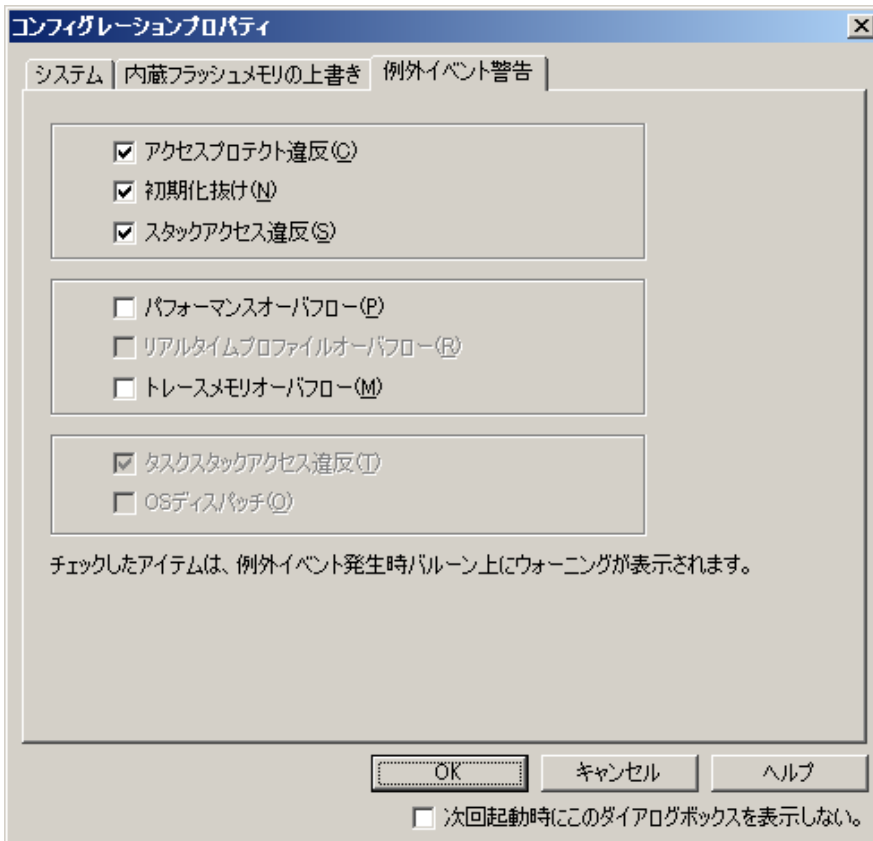 コンフィグレーションプロパティ
システム 内蔵フラッシュメモリの上書き 例外イベント警告
アクセスプロテクト違反(C)
初期化抜け(N)
スタックアクセス違反(S)
パフォーマンスオーバフロー(P)
リアルタイムプロファイルオーバフロー(R)
トレースメモリオーバフロー(M)
タスクスタックアクセス違反(T)
OSディスパッチ(O)
チェックしたアイテムは、例外イベント発生時バルーン上にウォーニングが表示されます。
OK キャンセル ヘルプ
次回起動時にこのダイアログボックスを表示しない。